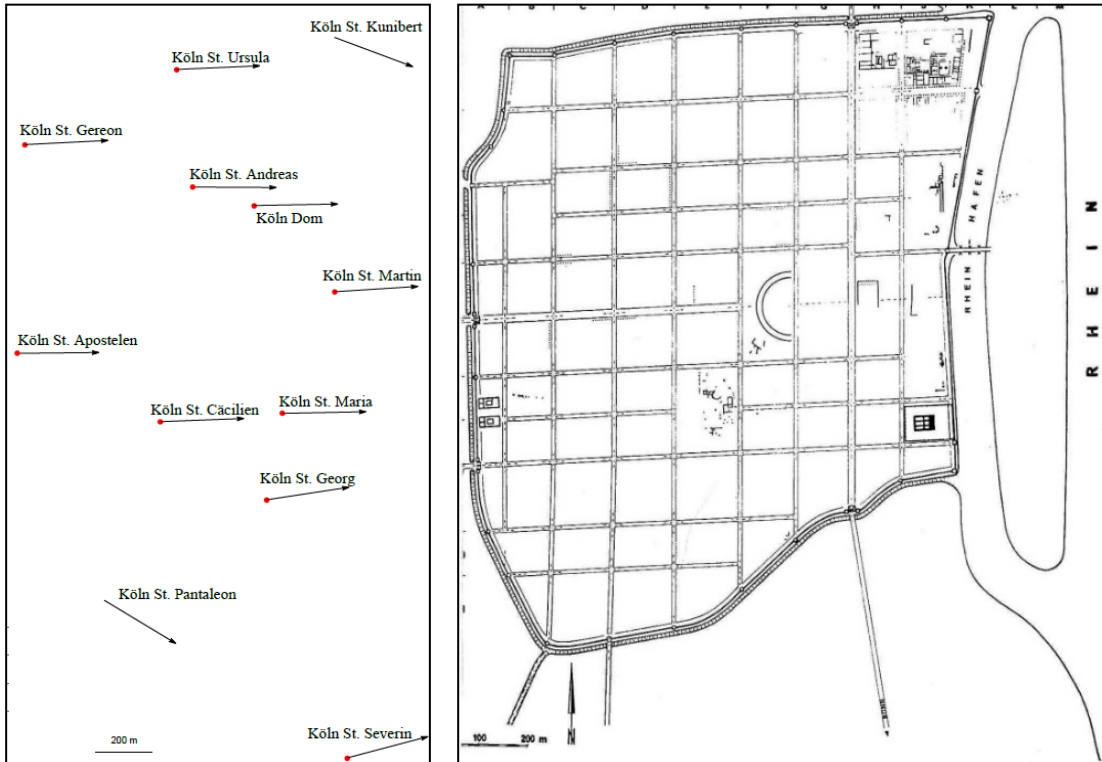 Köln St. Kunibert
Köln St. Ursula
Köln St. Gereon
Köln St. Andreas
Köln Dom
Köln St. Martin
Köln St. Apostelen
Köln St. Cäcilien
Köln St. Maria
Köln St. Georg
Köln St. Pantaleon
Köln St. Severin
200 m
A B C D E F G H
RHEIN HAFEN
RHEIN
BONN
N
100 200 m